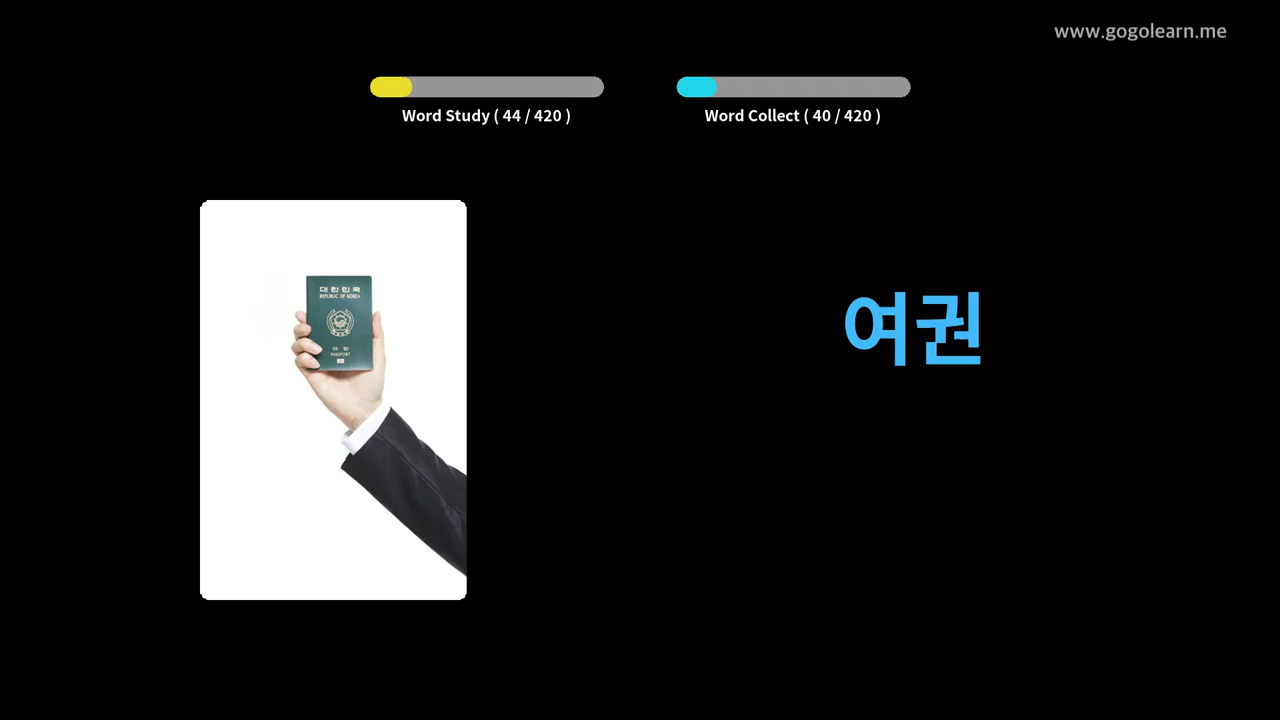 www.gogolearn.me
Word Study ( 44 / 420 )
Word Collect ( 40 / 420 )
대한민국
REPUBLIC OF KOREA
여권
PASSPORT
여권